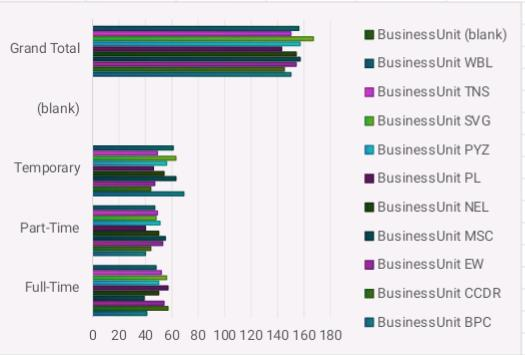 Grand Total
(blank)
Temporary
Part-Time
Full-Time
0 20 40 60 80 100 120 140 160 180
BusinessUnit (blank)
BusinessUnit WBL
BusinessUnit TNS
BusinessUnit SVG
BusinessUnit PYZ
BusinessUnit PL
BusinessUnit NEL
BusinessUnit MSC
BusinessUnit EW
BusinessUnit CCDR
BusinessUnit BPC